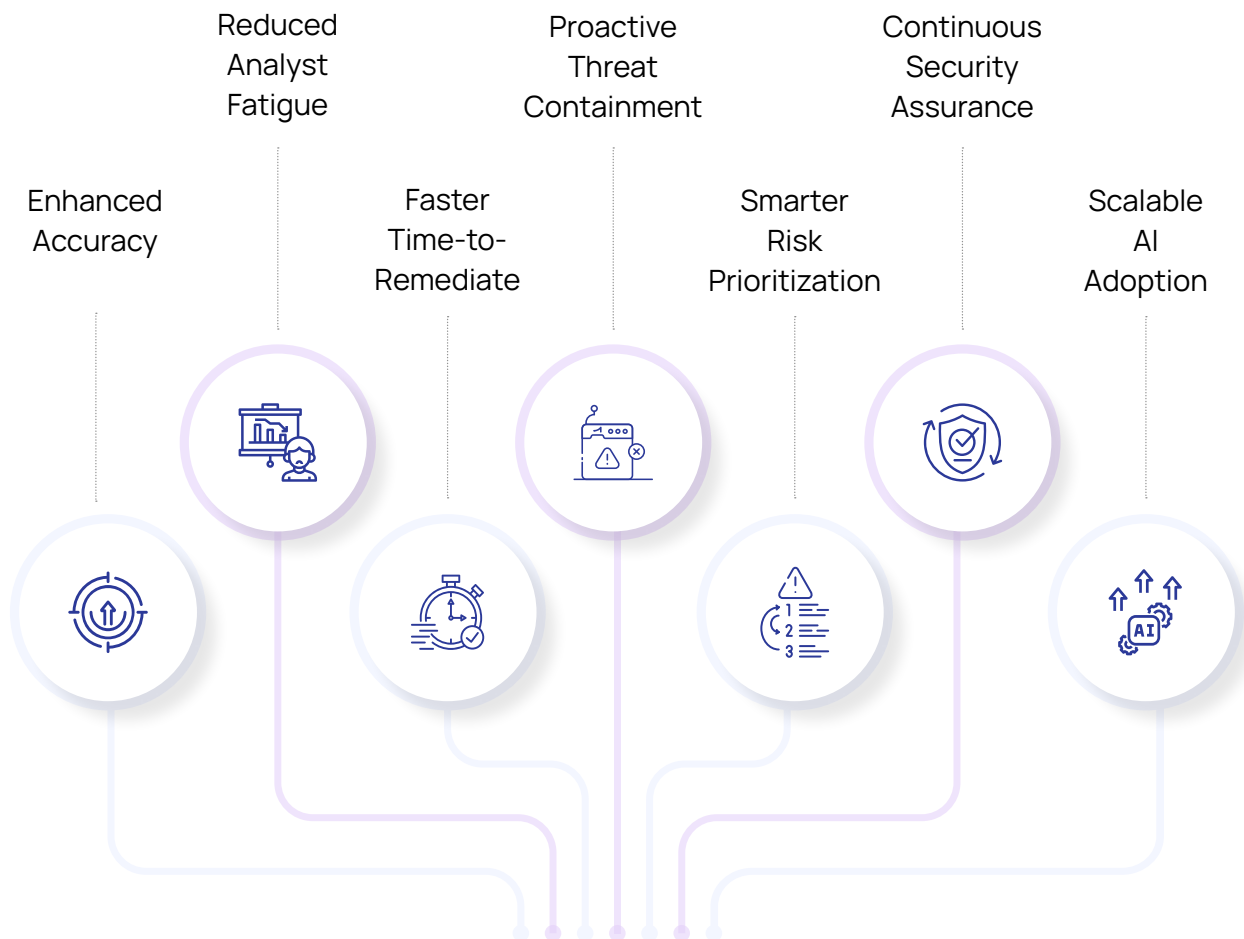 Reduced
Analyst
Fatigue
Proactive
Threat
Containment
Continuous
Security
Assurance
Enhanced
Accuracy
Faster
Time-to-
Remediate
Smarter
Risk
Prioritization
Scalable
AI
Adoption
1
2
3
AI